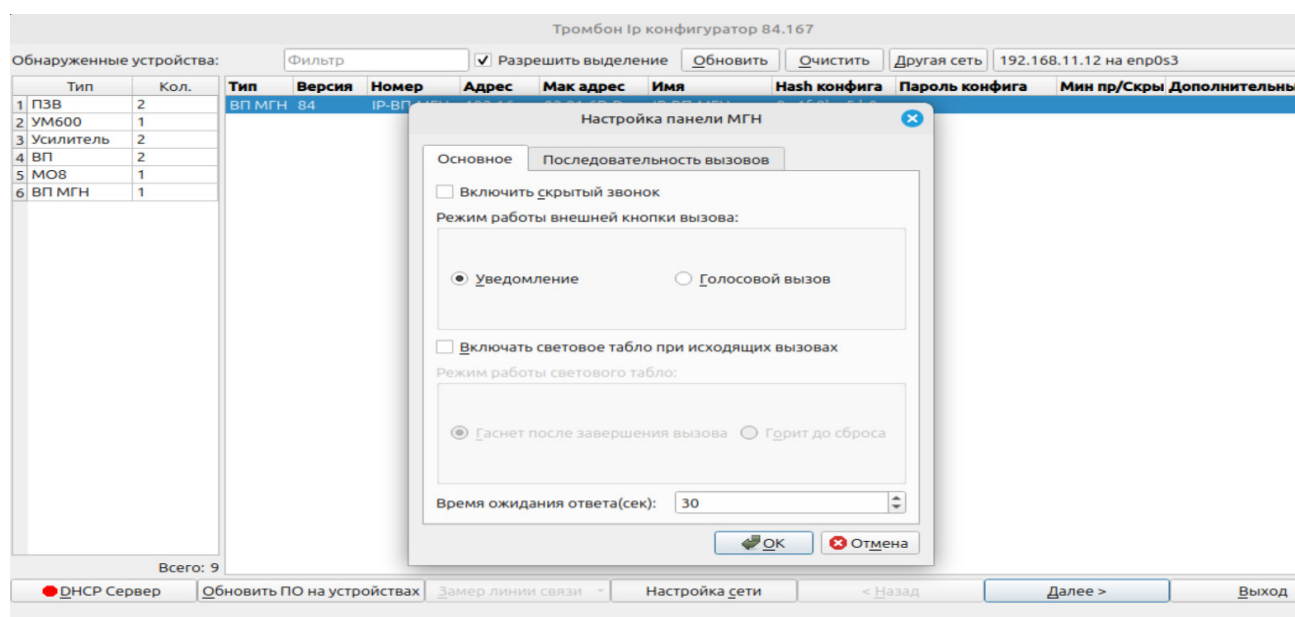 Тромбон Ip конфигуратор 84.167
Обнаруженные устройства: Фильтр Разрешить выделение Обновить Очистить Другая сеть 192.168.11.12 на enp0s3
Тип Кол. Тип Версия Номер Адрес Мак адрес Имя Hash конфига Пароль конфига Мин пр/Скры Дополнительны
1 ПЗВ 2 ВП МГН 84
2 УМ600 1
3 Усилитель 2
4 ВП 2
5 МО8 1
6 ВП МГН 1
Настройка панели МГН
Основное Последовательность вызовов
Включить скрытый звонок
Режим работы внешней кнопки вызова:
Уведомление Голосовой вызов
Включать световое табло при исходящих вызовах
Режим работы светового табло:
Гаснет после завершения вызова Горит до сброса
Время ожидания ответа(сек): 30
OK Отмена
Всего: 9
DHCP Сервер Обновить ПО на устройствах Замер линии связи Настройка сети < Назад Далее > Выход